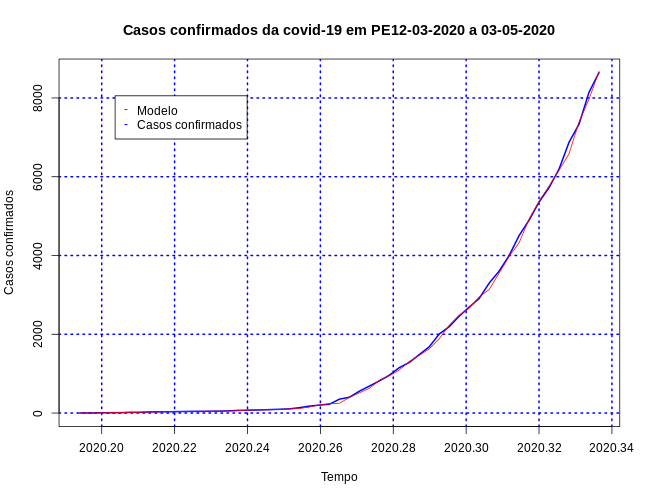 Casos confirmados da covid-19 em PE12-03-2020 a 03-05-2020
Casos confirmados
8000
6000
4000
2000
0
- Modelo
- Casos confirmados
2020.20 2020.22 2020.24 2020.26 2020.28 2020.30 2020.32 2020.34
Tempo